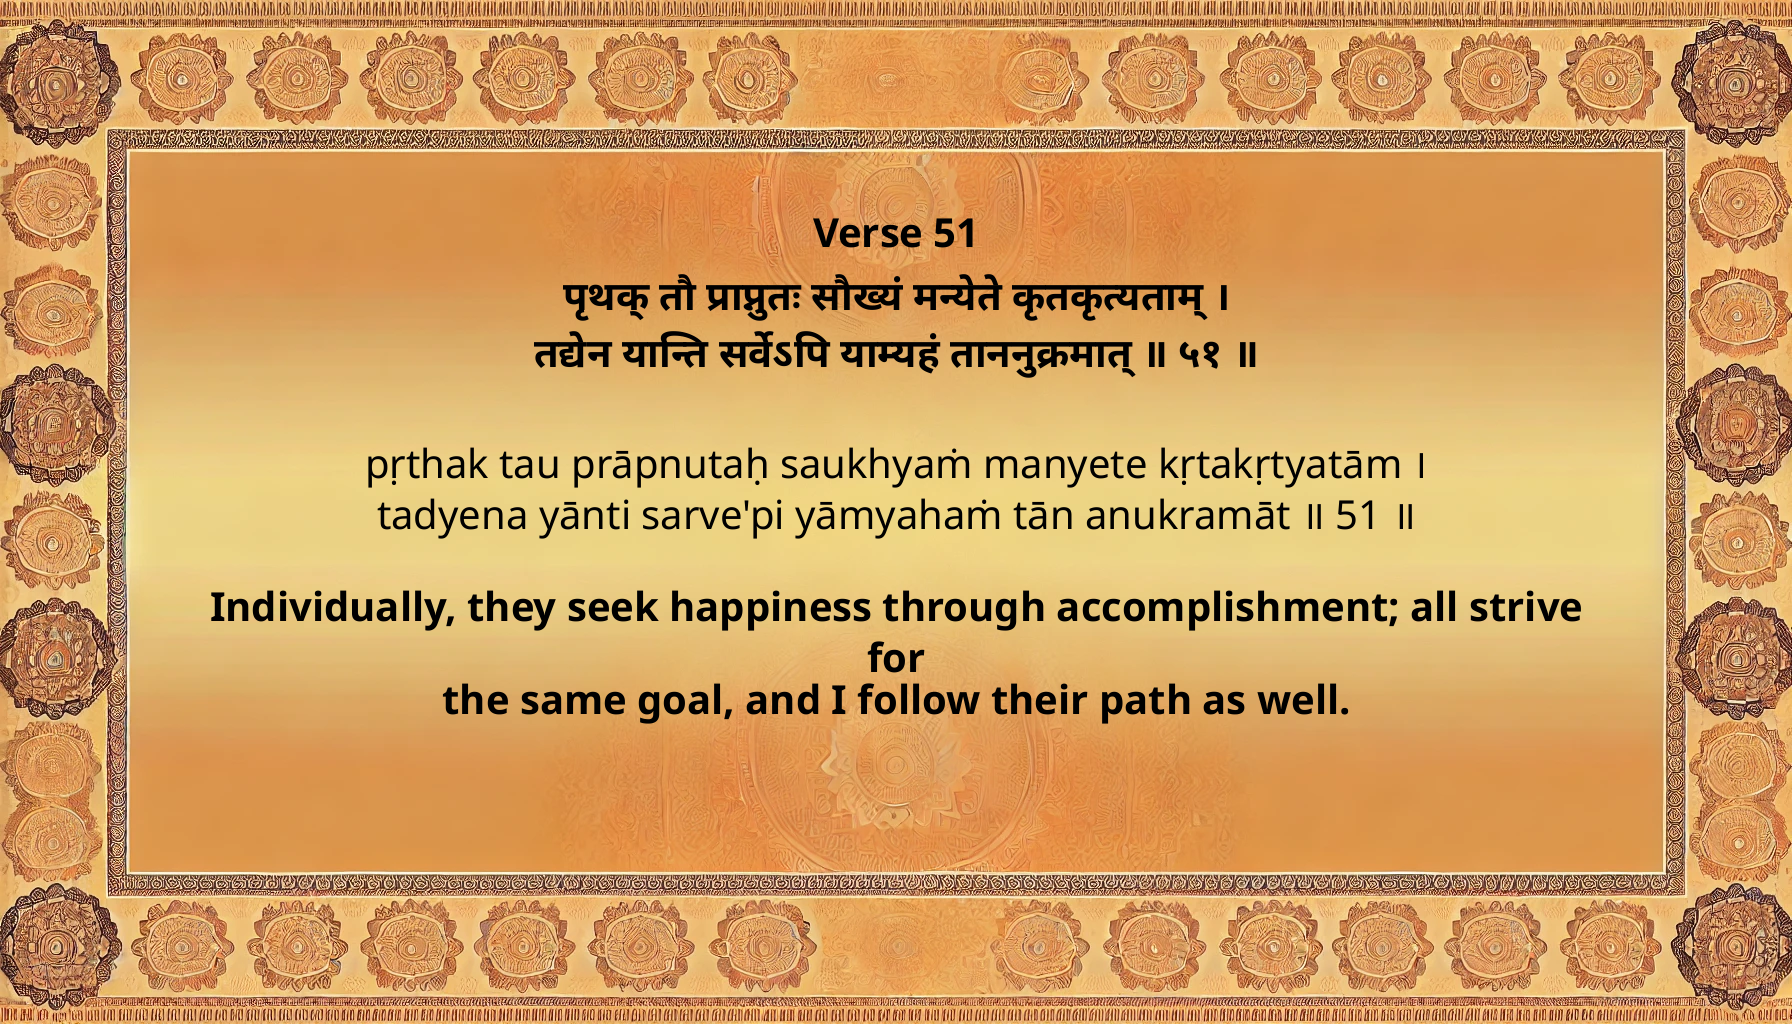 Verse 51
पृथक् तौ प्राप्नुतः सौख्यं मन्येते कृतकृत्यताम् ।
तद्येन यान्ति सर्वेऽपि याम्यहं ताननुक्रमात् ॥ ५१ ॥
pṛthak tau prāpnutaḥ saukhyaṁ manyete kṛtakṛtyatām ।
tadyena yānti sarve'pi yāmyahaṁ tān anukramāt ॥ 51 ॥
Individually, they seek happiness through accomplishment; all strive
for
the same goal, and I follow their path as well.